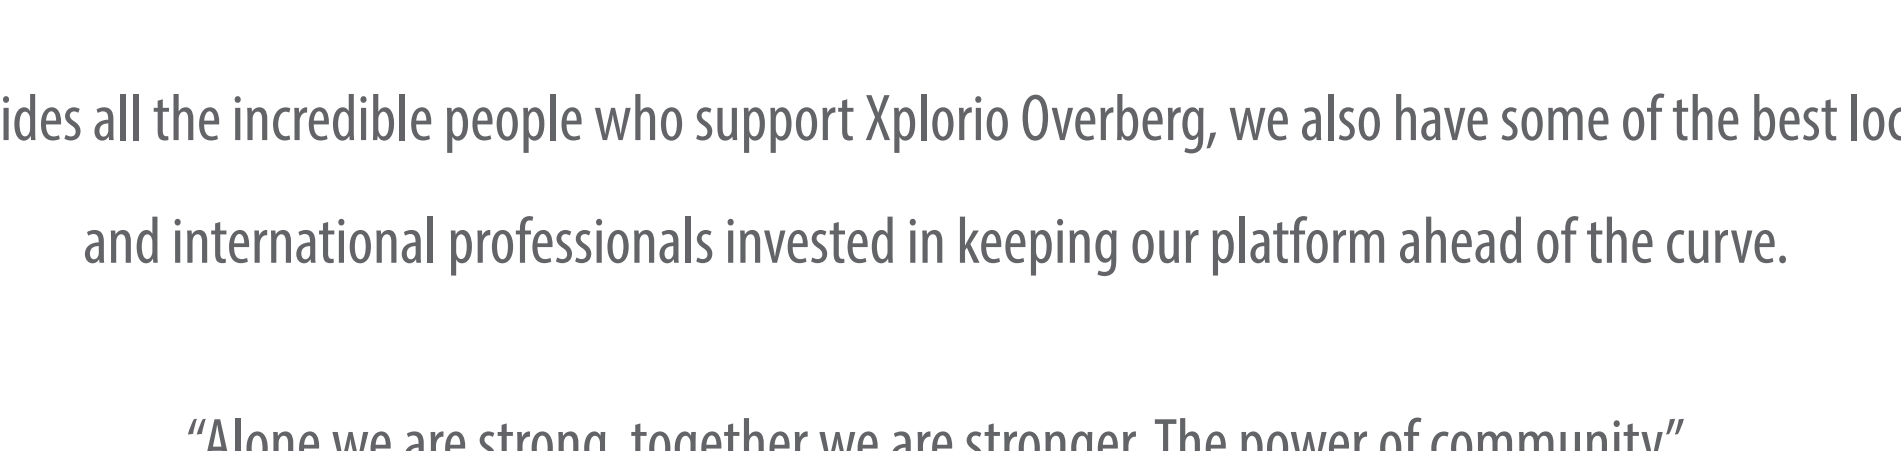 ides all the incredible people who support Xplorio Overberg, we also have some of the best loc
and international professionals invested in keeping our platform ahead of the curve.
“Alone we are strong, together we are stronger. The power of community”